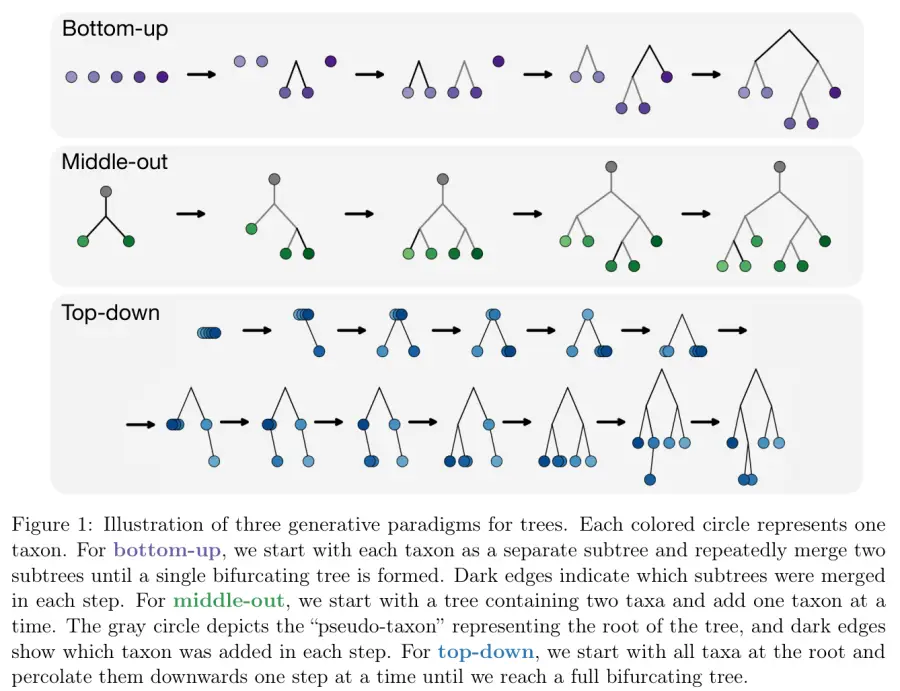 Bottom-up
Middle-out
Top-down
Figure 1: Illustration of three generative paradigms for trees. Each colored circle represents one
taxon. For bottom-up, we start with each taxon as a separate subtree and repeatedly merge two
subtrees until a single bifurcating tree is formed. Dark edges indicate which subtrees were merged
in each step. For middle-out, we start with a tree containing two taxa and add one taxon at a
time. The gray circle depicts the “pseudo-taxon” representing the root of the tree, and dark edges
show which taxon was added in each step. For top-down, we start with all taxa at the root and
percolate them downwards one step at a time until we reach a full bifurcating tree.